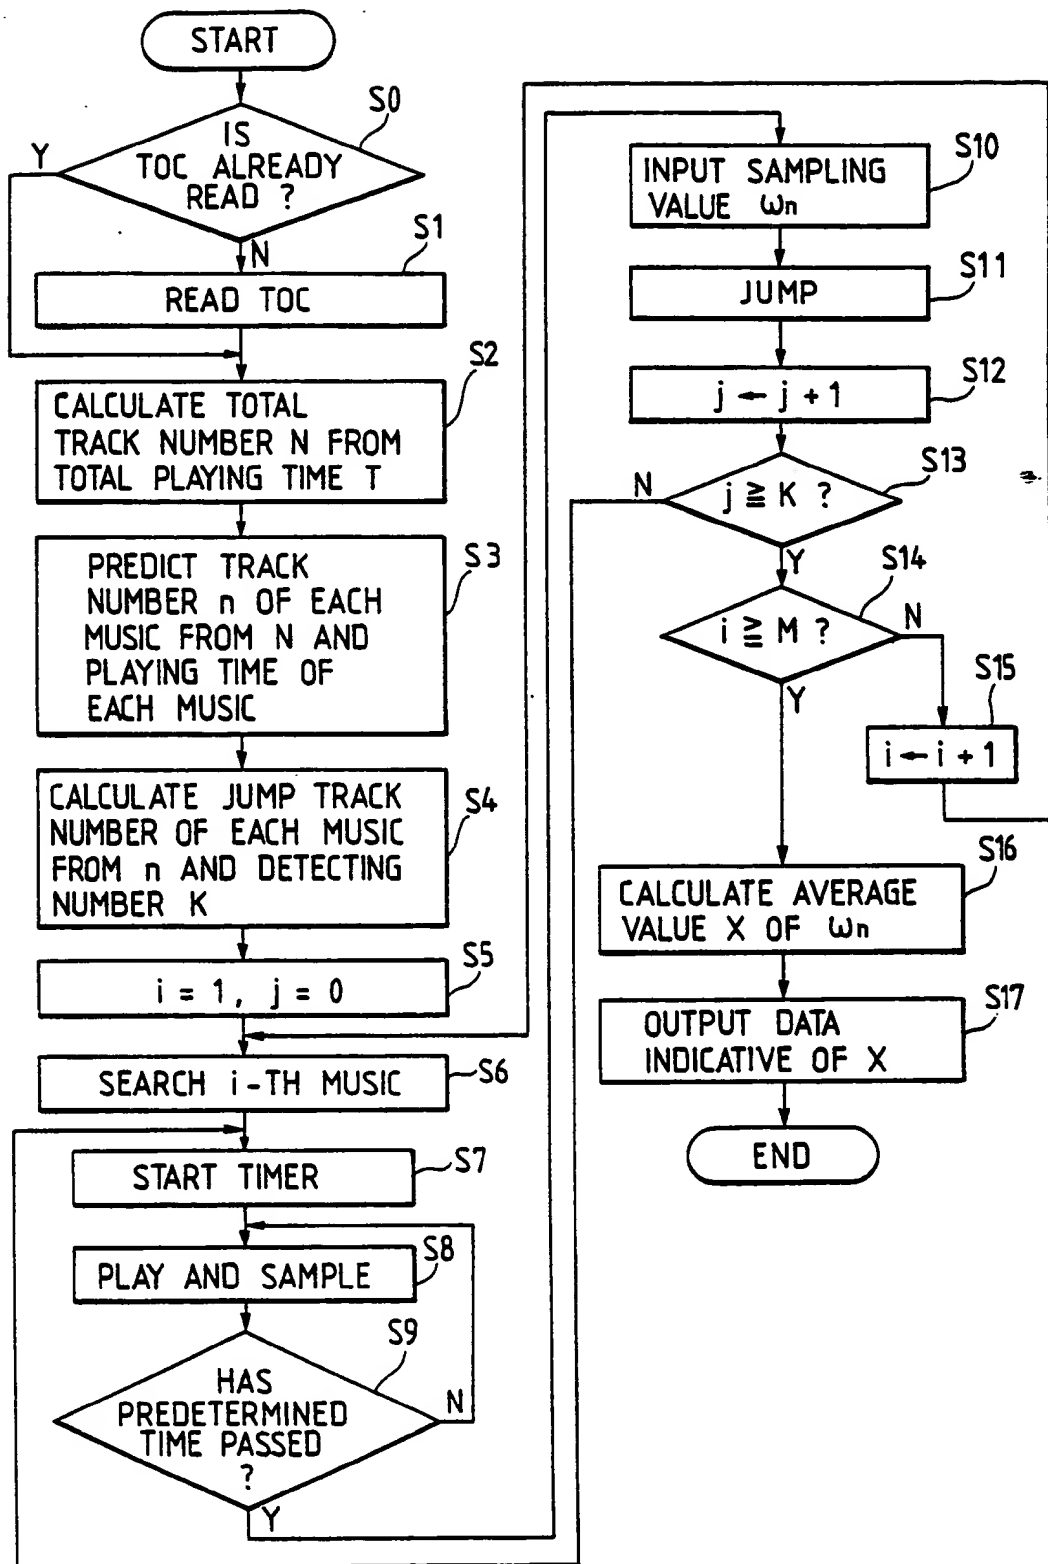 START
S0
IS
TOC ALREADY
READ ?
Y
N
S1
READ TOC
S2
CALCULATE TOTAL
TRACK NUMBER N FROM
TOTAL PLAYING TIME T
S3
PREDICT TRACK
NUMBER n OF EACH
MUSIC FROM N AND
PLAYING TIME OF
EACH MUSIC
S4
CALCULATE JUMP TRACK
NUMBER OF EACH MUSIC
FROM n AND DETECTING
NUMBER K
S5
i = 1, j = 0
S6
SEARCH i-TH MUSIC
S7
START TIMER
S8
PLAY AND SAMPLE
S9
HAS
PREDETERMINED
TIME PASSED
?
N
Y
S10
INPUT SAMPLING
VALUE ωn
S11
JUMP
S12
j ← j + 1
S13
j ≧ K ?
N
Y
S14
i ≧ M ?
N
Y
S15
i ← i + 1
S16
CALCULATE AVERAGE
VALUE X OF ωn
S17
OUTPUT DATA
INDICATIVE OF X
END